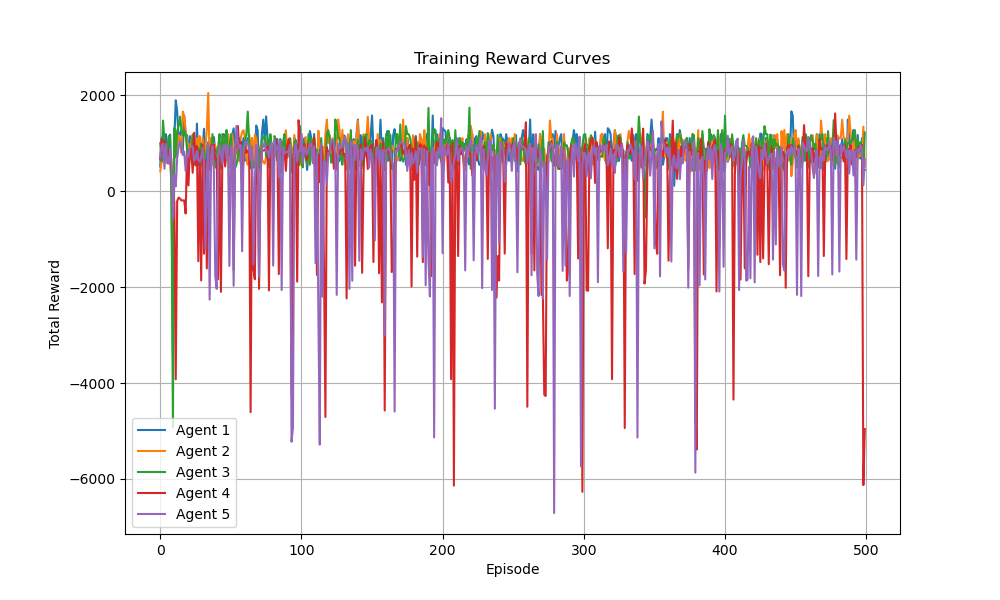 Training Reward Curves
Total Reward
2000
0
−2000
−4000
−6000
Agent 1
Agent 2
Agent 3
Agent 4
Agent 5
0 100 200 300 400 500
Episode